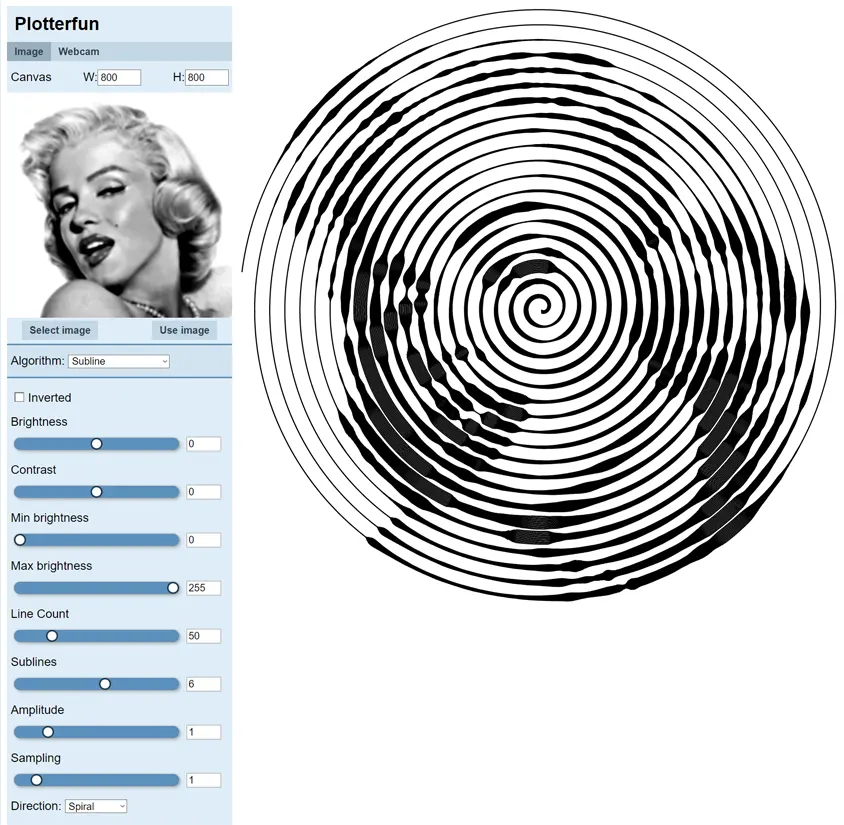 Plotterfun
Image Webcam
Canvas W: 800 H: 800
Select image Use image
Algorithm: Subline
Inverted
Brightness
0
Contrast
0
Min brightness
0
Max brightness
255
Line Count
50
Sublines
6
Amplitude
1
Sampling
1
Direction: Spiral